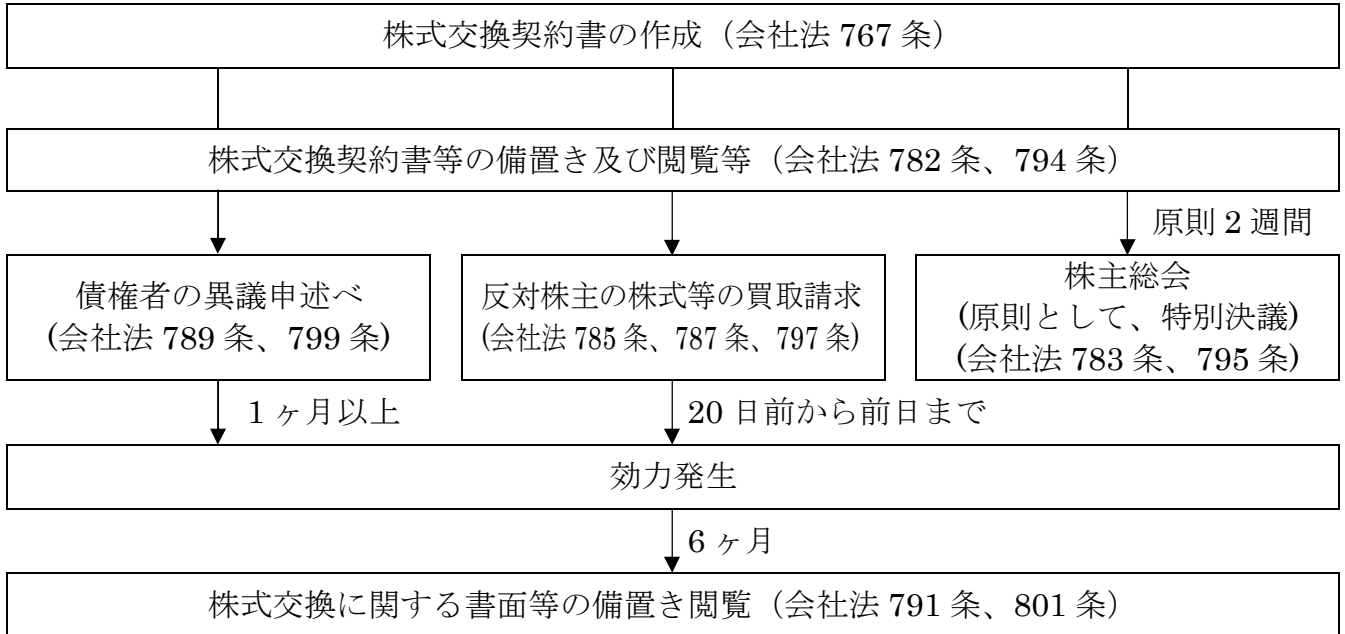 株式交換契約書の作成（会社法 767 条）
株式交換契約書等の備置き及び閲覧等（会社法 782 条、794 条）
原則 2 週間
債権者の異議申述べ
(会社法 789 条、799 条)
反対株主の株式等の買取請求
(会社法 785 条、787 条、797 条)
株主総会
(原則として、特別決議)
(会社法 783 条、795 条)
1 ヶ月以上
20 日前から前日まで
効力発生
6 ヶ月
株式交換に関する書面等の備置き閲覧（会社法 791 条、801 条）